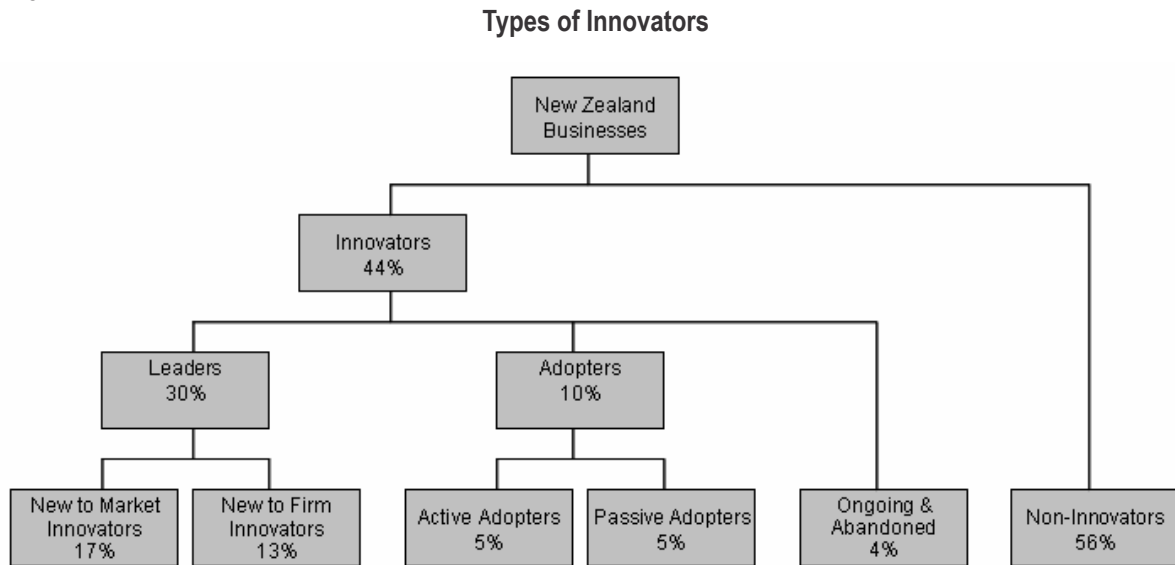 Types of Innovators
New Zealand
Businesses
Innovators
44%
Leaders
30%
Adopters
10%
New to Market
Innovators
17%
New to Firm
Innovators
13%
Active Adopters
5%
Passive Adopters
5%
Ongoing &
Abandoned
4%
Non-Innovators
56%